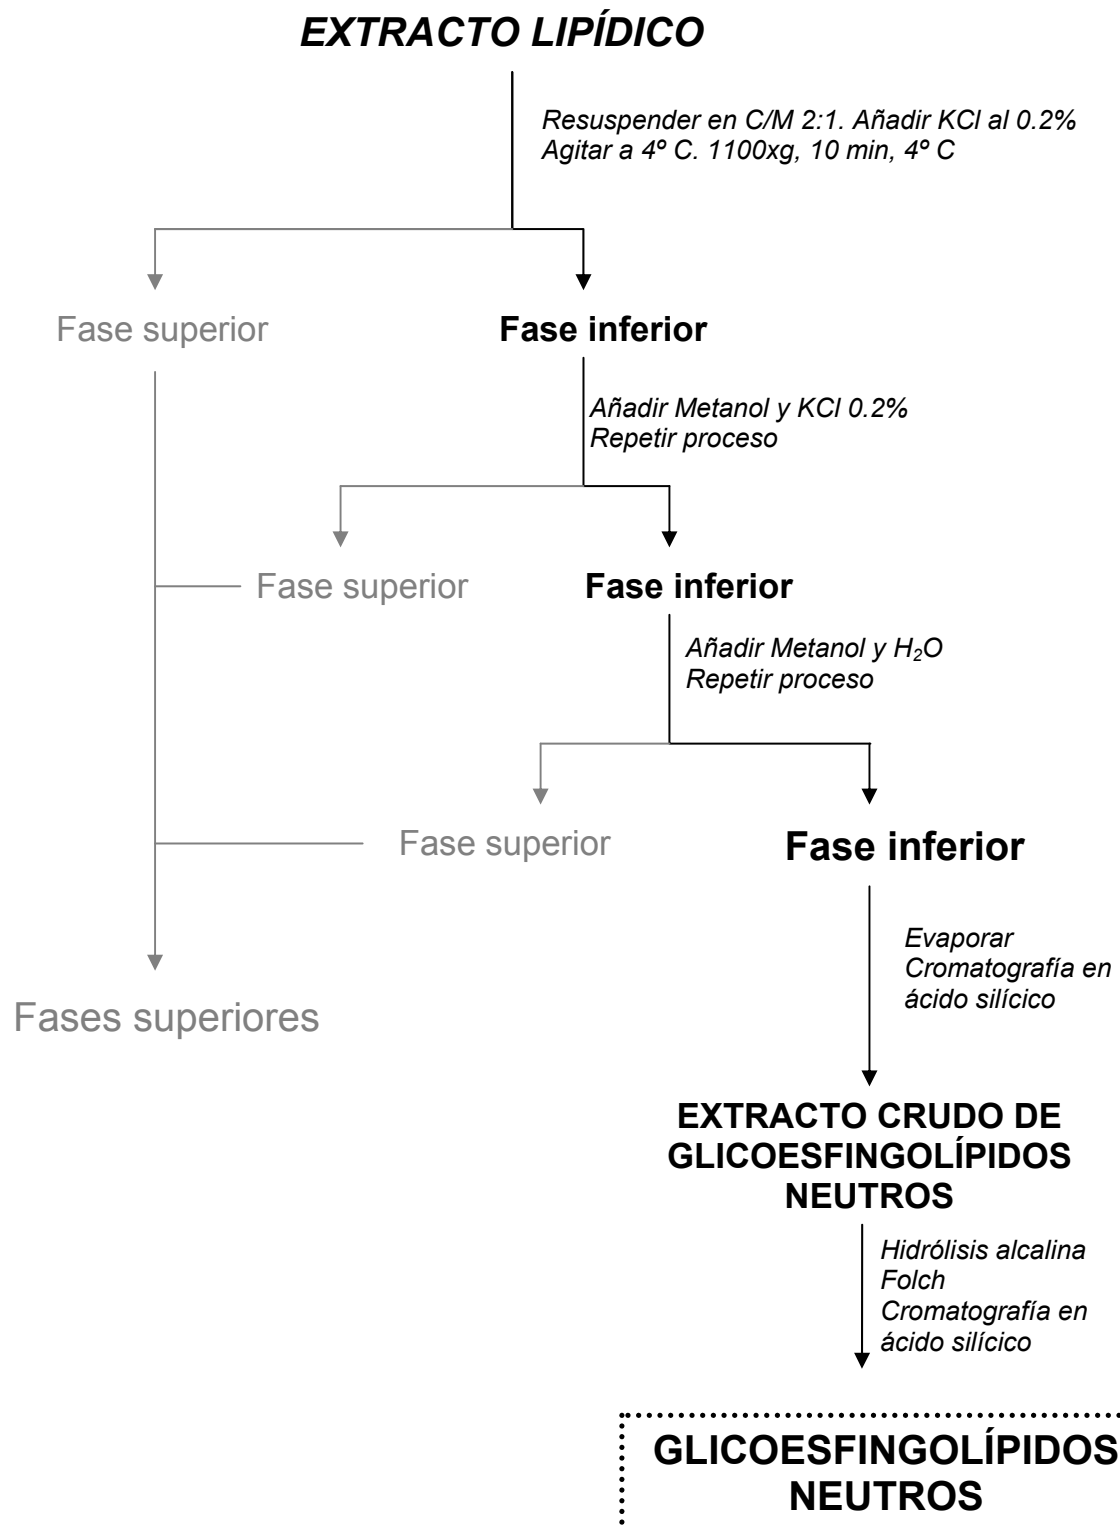 EXTRACTO LIPÍDICO
Resuspender en C/M 2:1. Añadir KCl al 0.2%
Agitar a 4º C. 1100xg, 10 min, 4º C
Fase superior
Fase inferior
Añadir Metanol y KCl 0.2%
Repetir proceso
Fase superior
Fase inferior
Añadir Metanol y H₂O
Repetir proceso
Fase superior
Fase inferior
Evaporar
Cromatografía en
ácido silícico
Fases superiores
EXTRACTO CRUDO DE
GLICOESFINGOLÍPIDOS
NEUTROS
Hidrólisis alcalina
Folch
Cromatografía en
ácido silícico
GLICOESFINGOLÍPIDOS
NEUTROS